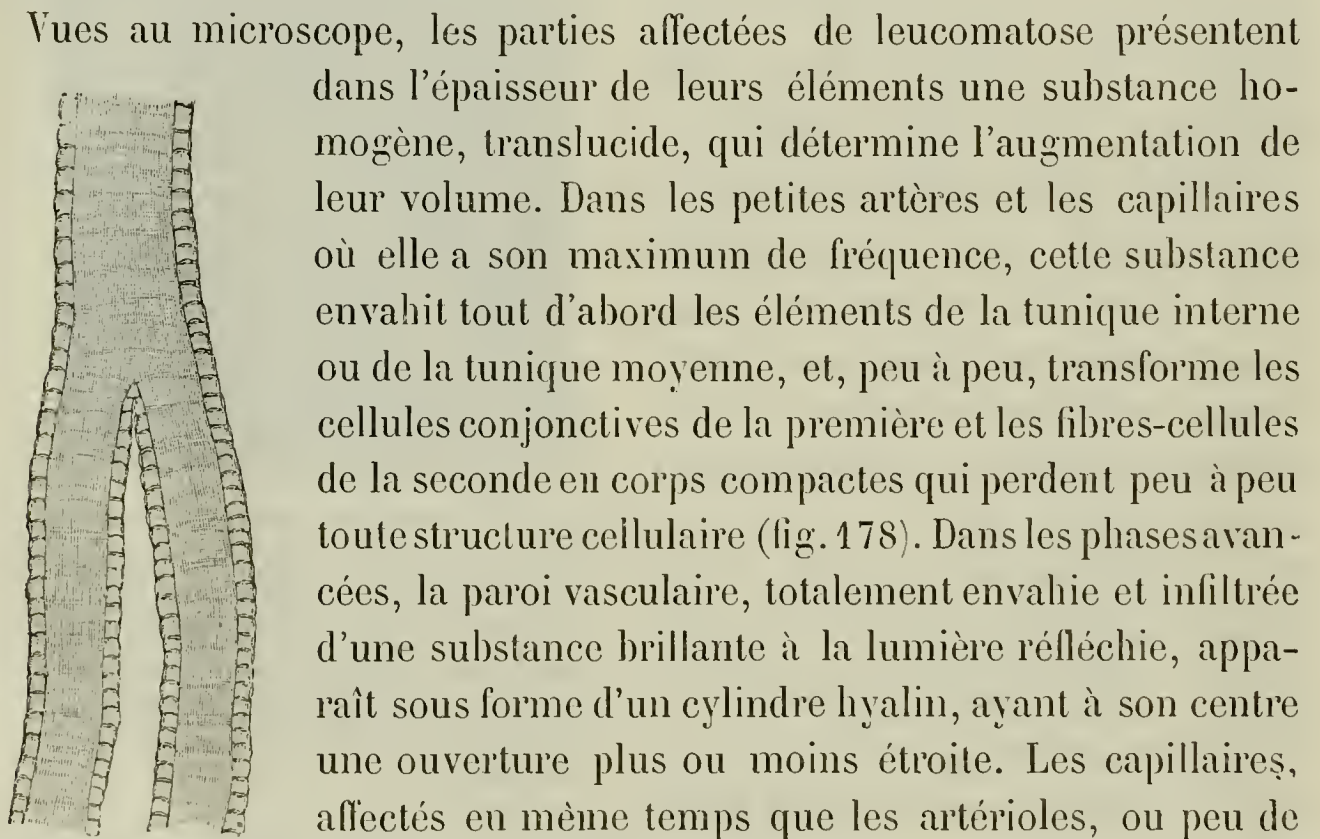 Vues au microscope, les parties affectées de leucomatose présentent
dans l'épaisseur de leurs éléments une substance ho-
mogène, translucide, qui détermine l'augmentation de
leur volume. Dans les petites artères et les capillaires
où elle a son maximum de fréquence, cette substance
envahit tout d'abord les éléments de la tunique interne
ou de la tunique moyenne, et, peu à peu, transforme les
cellules conjonctives de la première et les fibres-cellules
de la seconde en corps compactes qui perdent peu à peu
toute structure cellulaire (fig. 178). Dans les phases avan-
cées, la paroi vasculaire, totalement envahie et infiltrée
d'une substance brillante à la lumière réfléchie, appa-
raît sous forme d'un cylindre hyalin, ayant à son centre
une ouverture plus ou moins étroite. Les capillaires,
affectés en même temps que les artérioles, ou peu de